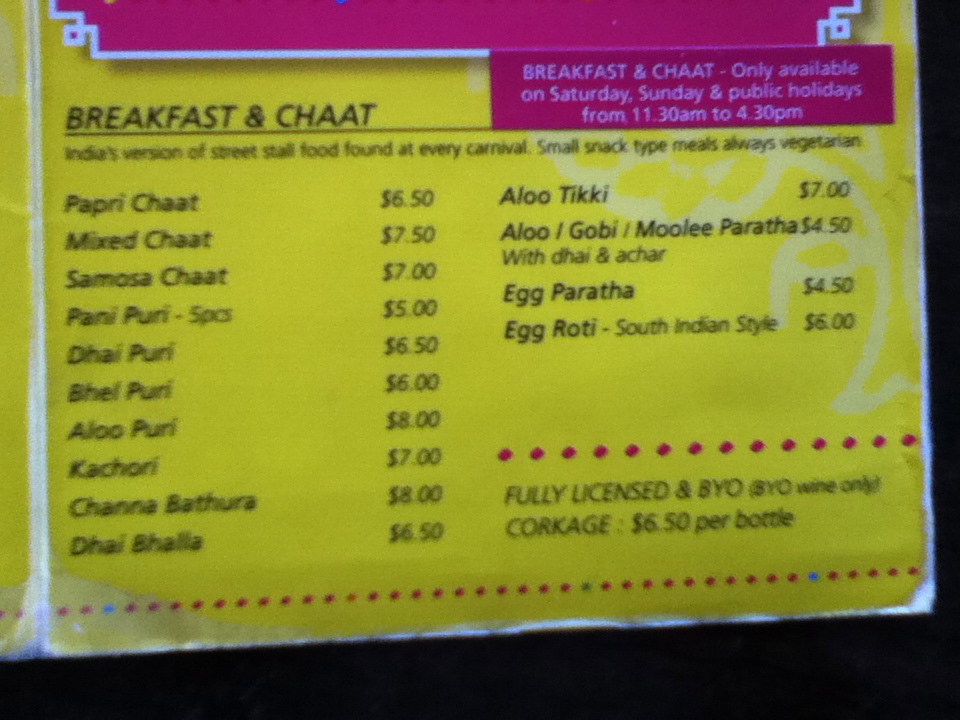 BREAKFAST & CHAAT - Only available
on Saturday, Sunday & public holidays
from 11.30am to 4.30pm
BREAKFAST & CHAAT
India's version of street stall food found at every carnival. Small snack type meals always vegetarian.
Papri Chaat $6.50
Mixed Chaat $7.50
Samosa Chaat $7.00
Pani Puri - 5pcs $5.00
Dhai Puri $6.50
Bhel Puri $6.00
Aloo Puri $8.00
Kachori $7.00
Channa Bathura $8.00
Dhai Bhalla $6.50
Aloo Tikki $7.00
Aloo / Gobi / Moolee Paratha $4.50
With dhai & achar
Egg Paratha $4.50
Egg Roti - South Indian Style $6.00
FULLY LICENSED & BYO (BYO wine only)
CORKAGE : $6.50 per bottle